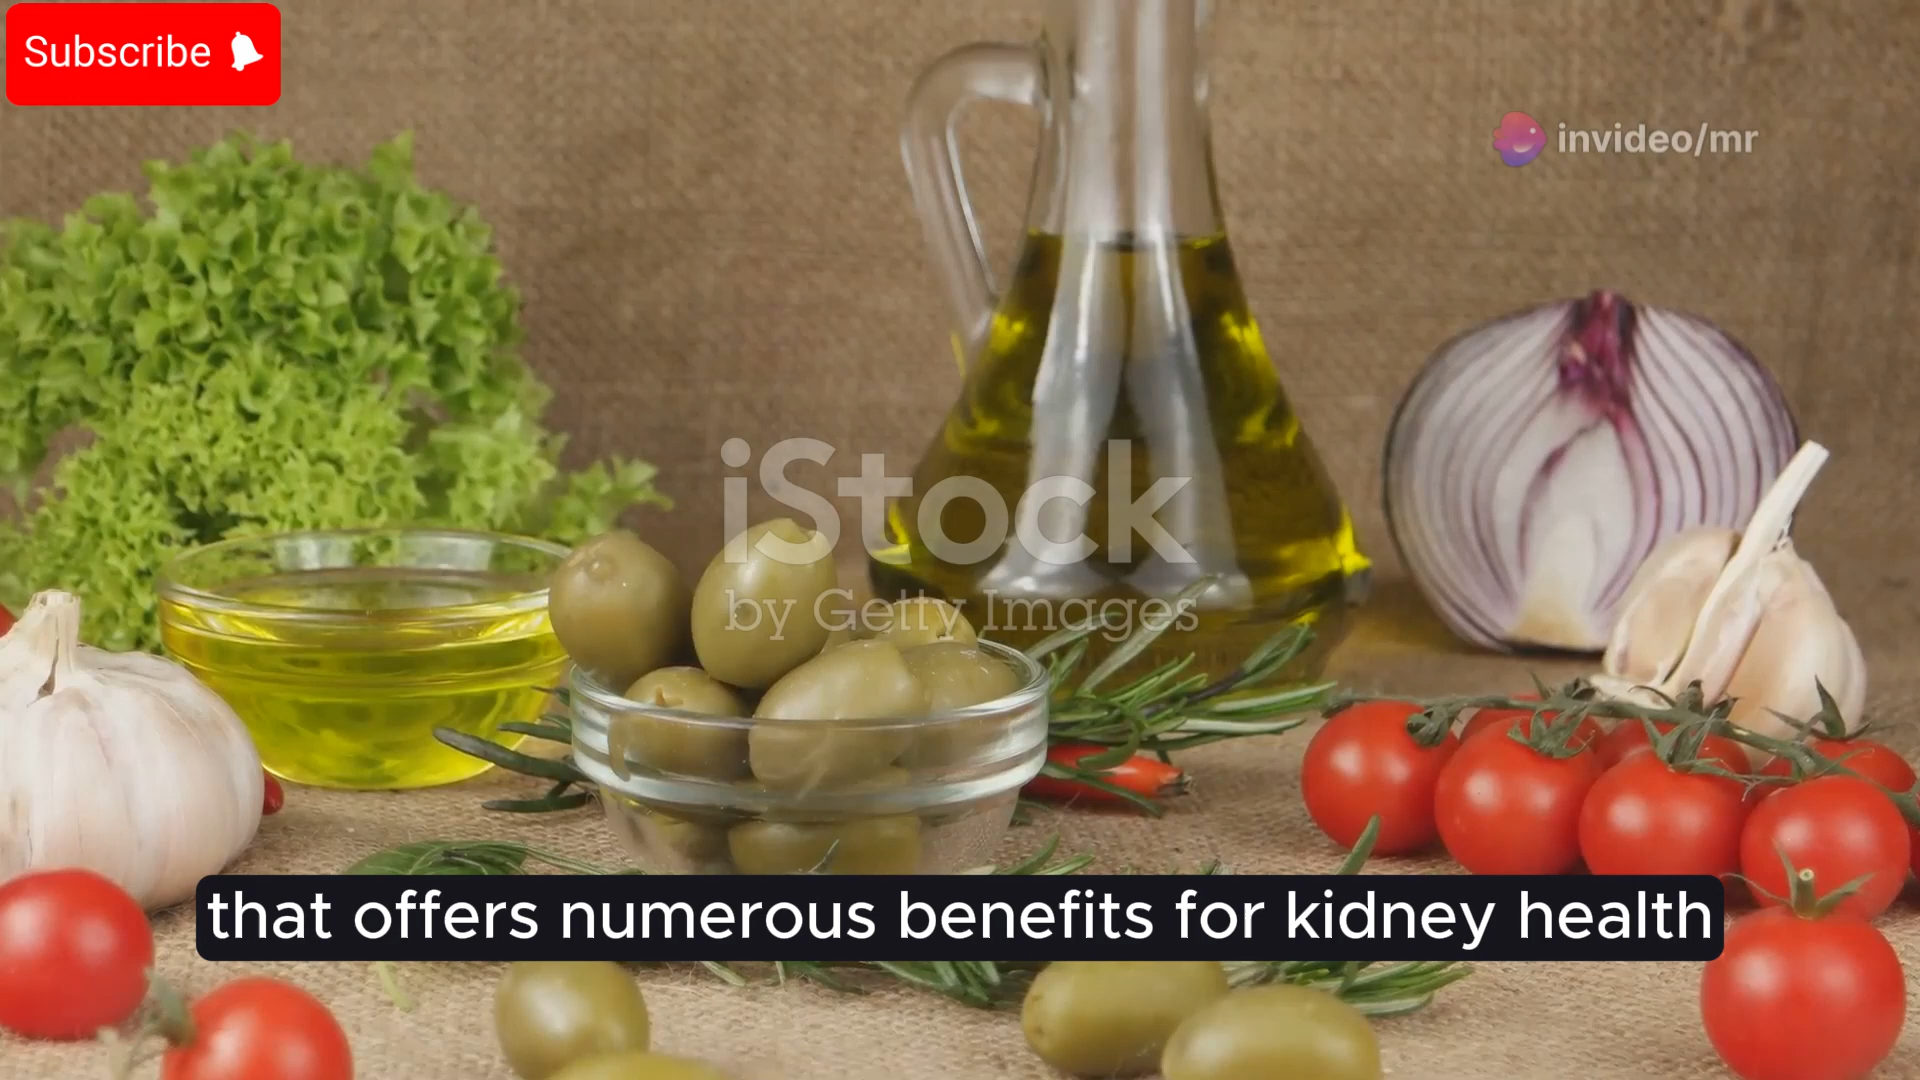 Subscribe
invideo/mr
iStock
by Getty Images
that offers numerous benefits for kidney health